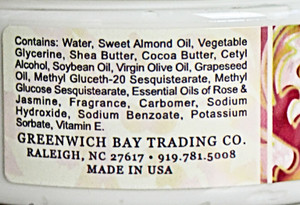 Contains: Water, Sweet Almond Oil, Vegetable
Glycerine, Shea Butter, Cocoa Butter, Cetyl
Alcohol, Soybean Oil, Virgin Olive Oil, Grapeseed
Oil, Methyl Gluceth-20 Sesquistearate, Methyl
Glucose Sesquistearate, Essential Oils of Rose &
Jasmine, Fragrance, Carbomer, Sodium
Hydroxide, Sodium Benzoate, Potassium
Sorbate, Vitamin E.
GREENWICH BAY TRADING CO.
RALEIGH, NC 27617 • 919.781.5008
MADE IN USA